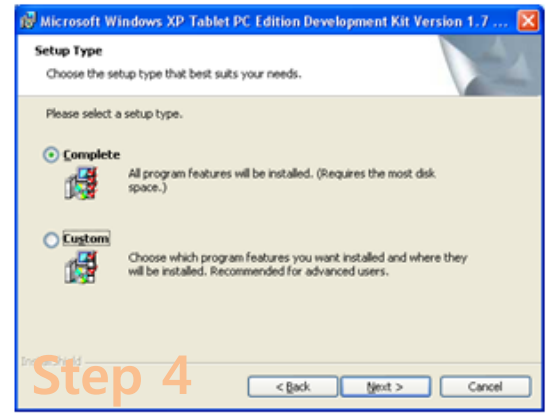 Microsoft Windows XP Tablet PC Edition Development Kit Version 1.7 ...
Setup Type
Choose the setup type that best suits your needs.
Please select a setup type.
Complete
All program features will be installed. (Requires the most disk
space.)
Custom
Choose which program features you want installed and where they
will be installed. Recommended for advanced users.
InstallShield
Step 4
< Back
Next >
Cancel